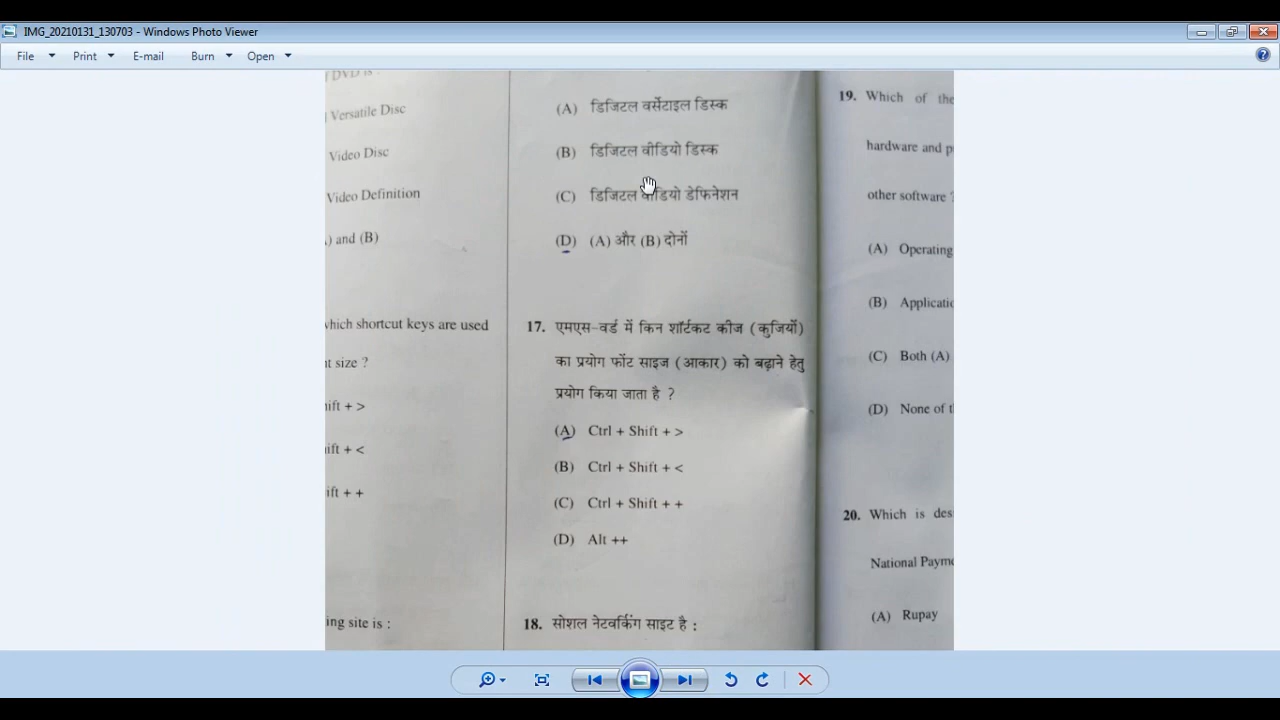 IMG_20210131_130703 - Windows Photo Viewer
File Print E-mail Burn Open
DVD is :
Versatile Disc
Video Disc
Video Definition
) and (B)
which shortcut keys are used
size ?
ift + >
ift + <
ift + +
ing site is :
(A) डिजिटल वर्सेटाइल डिस्क
(B) डिजिटल वीडियो डिस्क
(C) डिजिटल वीडियो डेफिनेशन
(D) (A) और (B) दोनों
17. एमएस-वर्ड में किन शॉर्टकट कीज (कुजियों)
का प्रयोग फोंट साइज (आकार) को बढ़ाने हेतु
प्रयोग किया जाता है ?
(A) Ctrl + Shift + >
(B) Ctrl + Shift + <
(C) Ctrl + Shift + +
(D) Alt ++
18. सोशल नेटवर्किंग साइट है :
19. Which of the
hardware and p
other software ?
(A) Operating
(B) Applicatio
(C) Both (A)
(D) None of t
20. Which is des
National Payme
(A) Rupay